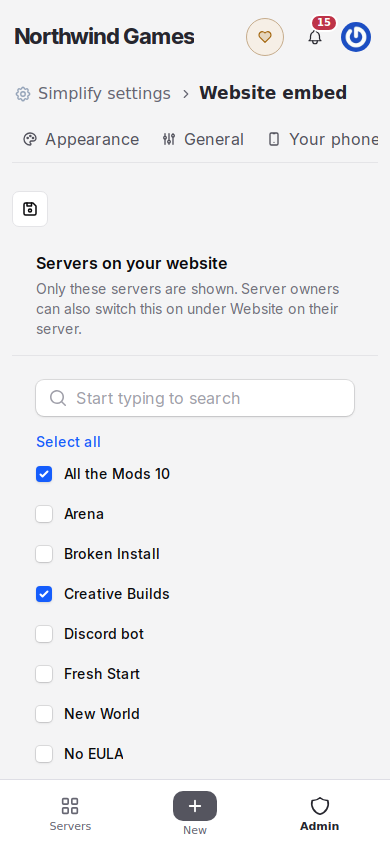 Northwind Games
15
Simplify settings > Website embed
Appearance
General
Your phone
Servers on your website
Only these servers are shown. Server owners
can also switch this on under Website on their
server.
Start typing to search
Select all
All the Mods 10
Arena
Broken Install
Creative Builds
Discord bot
Fresh Start
New World
No EULA
Servers
New
Admin